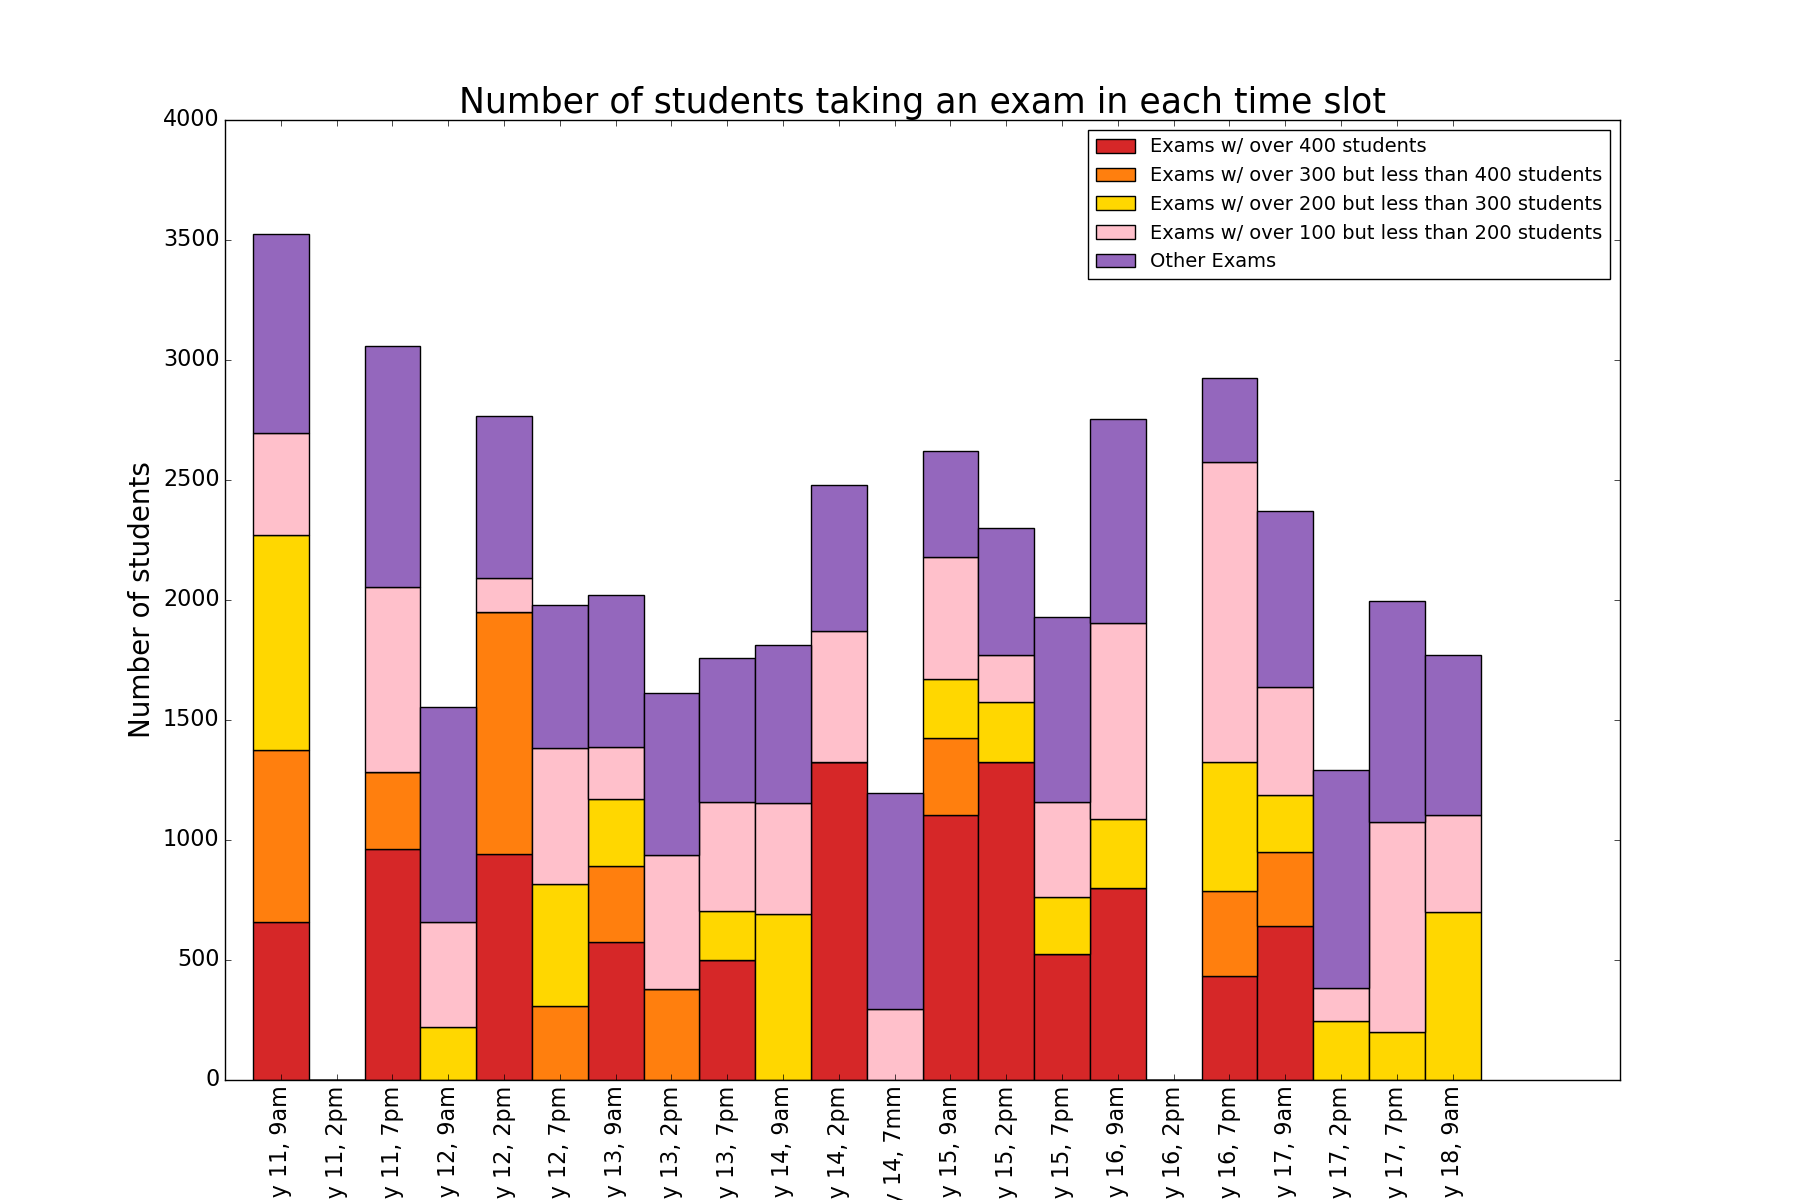 Number of students taking an exam in each time slot
Exams w/ over 400 students
Exams w/ over 300 but less than 400 students
Exams w/ over 200 but less than 300 students
Exams w/ over 100 but less than 200 students
Other Exams
Number of students
4000
3500
3000
2500
2000
1500
1000
500
0
y 11, 9am
y 11, 2pm
y 11, 7pm
y 12, 9am
y 12, 2pm
y 12, 7pm
y 13, 9am
y 13, 2pm
y 13, 7pm
y 14, 9am
y 14, 2pm
y 14, 7mm
y 15, 9am
y 15, 2pm
y 15, 7pm
y 16, 9am
y 16, 2pm
y 16, 7pm
y 17, 9am
y 17, 2pm
y 17, 7pm
y 18, 9am